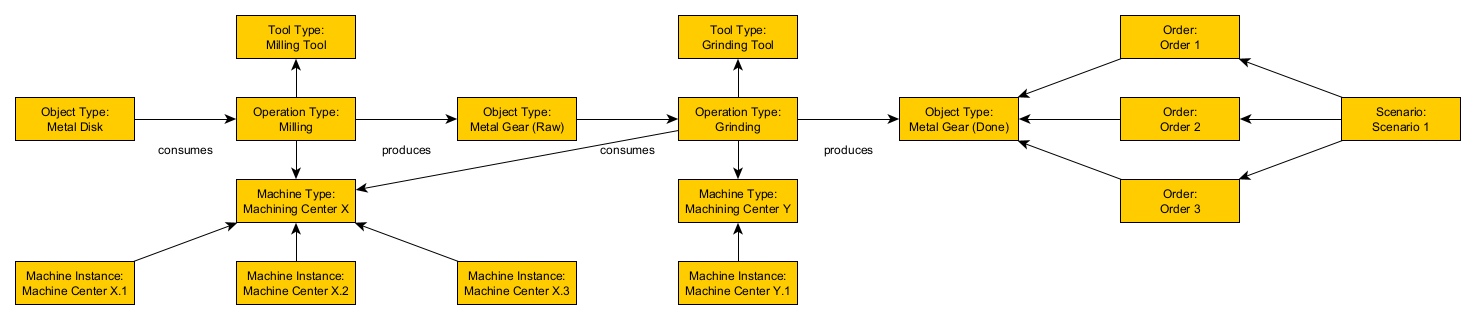 Tool Type:
Milling Tool
Tool Type:
Grinding Tool
Order:
Order 1
Object Type:
Metal Disk
Operation Type:
Milling
Object Type:
Metal Gear (Raw)
Operation Type:
Grinding
Object Type:
Metal Gear (Done)
Order:
Order 2
Scenario:
Scenario 1
consumes
produces
consumes
produces
Machine Type:
Machining Center X
Machine Type:
Machining Center Y
Order:
Order 3
Machine Instance:
Machine Center X.1
Machine Instance:
Machine Center X.2
Machine Instance:
Machine Center X.3
Machine Instance:
Machine Center Y.1